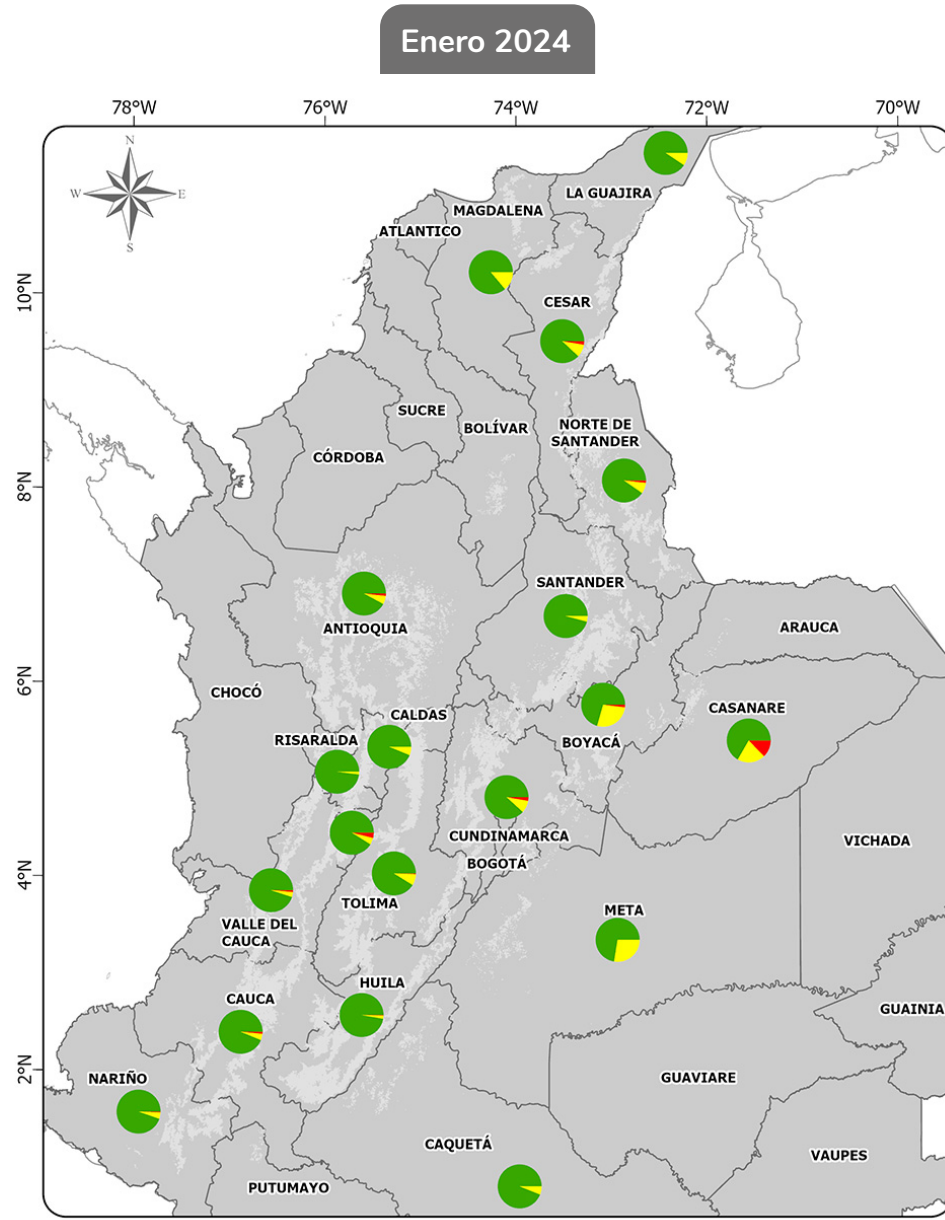 Enero 2024
78°W 76°W 74°W 72°W 70°W
N
W E
S
10°N
8°N
6°N
4°N
2°N
LA GUAJIRA
MAGDALENA
ATLANTICO
CESAR
SUCRE
BOLÍVAR
NORTE DE
SANTANDER
CÓRDOBA
SANTANDER
ANTIOQUIA
ARAUCA
CHOCÓ
CALDAS
CASANARE
RISARALDA
BOYACÁ
CUNDINAMARCA
VICHADA
BOGOTÁ
TOLIMA
META
VALLE DEL
CAUCA
HUILA
CAUCA
GUAINIA
NARIÑO
GUAVIARE
CAQUETÁ
VAUPES
PUTUMAYO